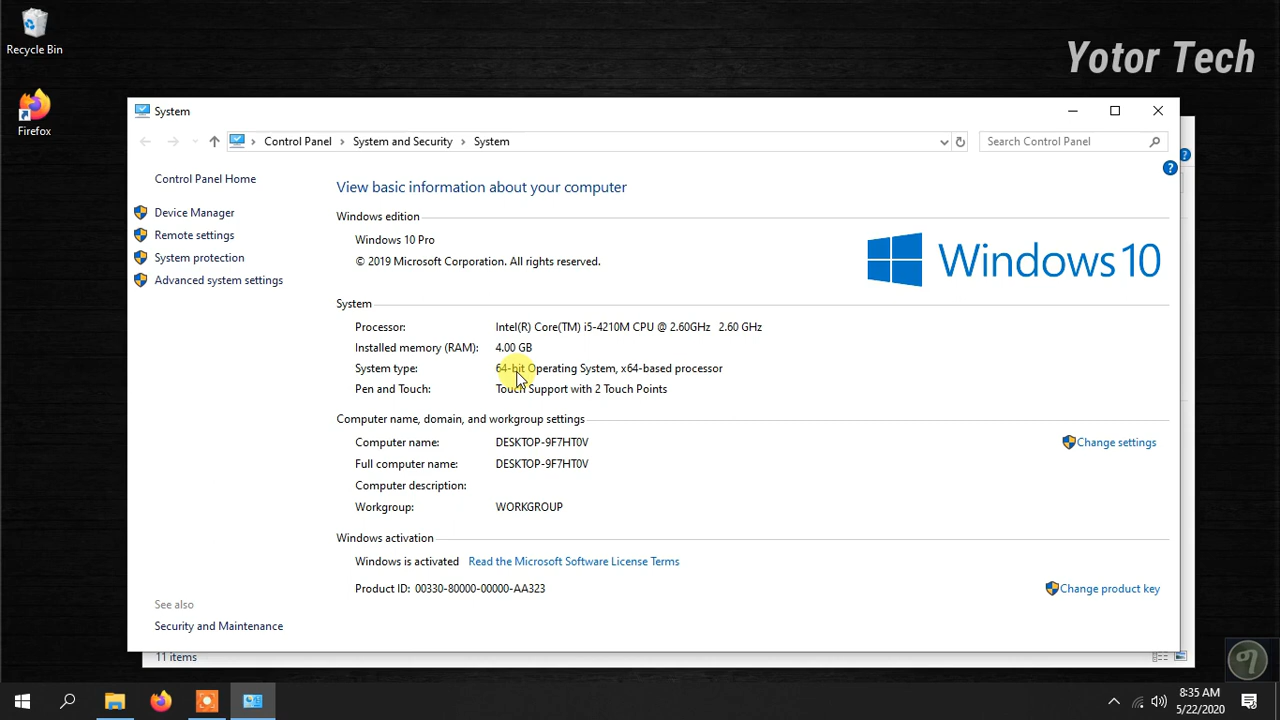 Recycle Bin
Firefox
Yotor Tech
System
Control Panel > System and Security > System
Search Control Panel
Control Panel Home
Device Manager
Remote settings
System protection
Advanced system settings
View basic information about your computer
Windows edition
Windows 10 Pro
© 2019 Microsoft Corporation. All rights reserved.
Windows 10
System
Processor: Intel(R) Core(TM) i5-4210M CPU @ 2.60GHz 2.60 GHz
Installed memory (RAM): 4.00 GB
System type: 64-bit Operating System, x64-based processor
Pen and Touch: Touch Support with 2 Touch Points
Computer name, domain, and workgroup settings
Computer name: DESKTOP-9F7HT0V
Change settings
Full computer name: DESKTOP-9F7HT0V
Computer description:
Workgroup: WORKGROUP
Windows activation
Windows is activated Read the Microsoft Software License Terms
Product ID: 00330-80000-00000-AA323
Change product key
See also
Security and Maintenance
11 items
8:35 AM
5/22/2020